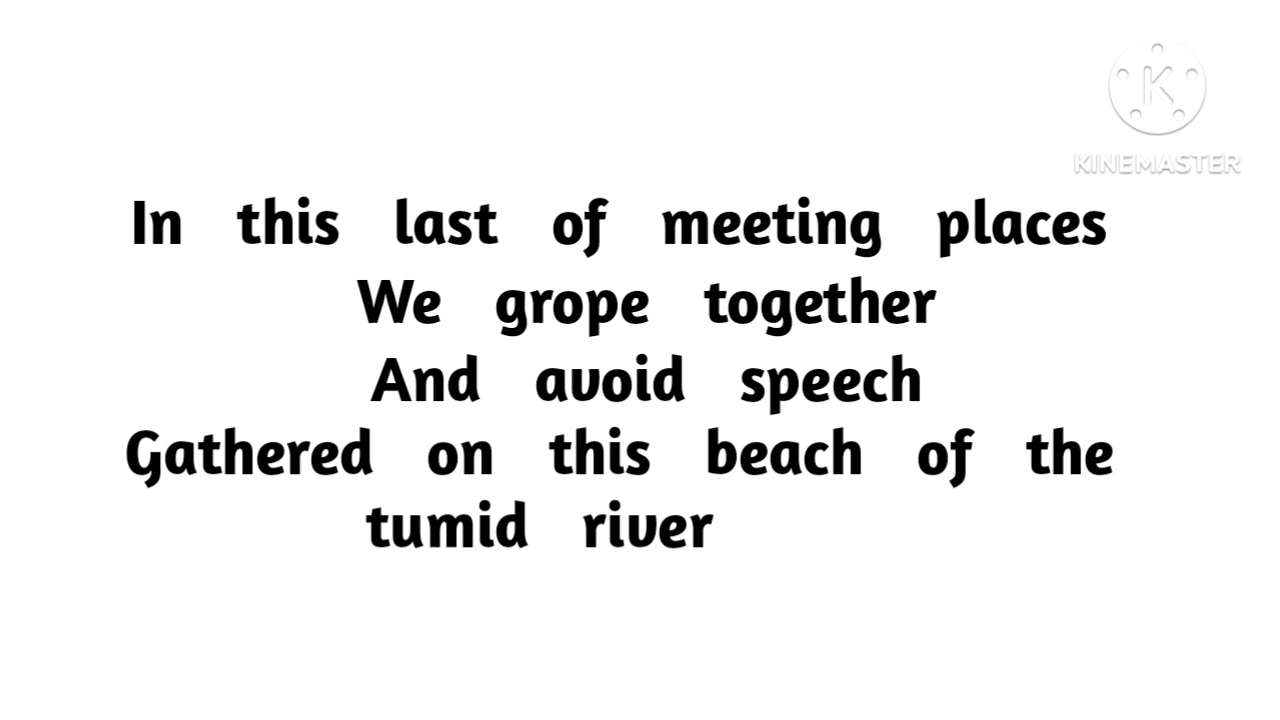 KINEMASTER
In this last of meeting places
We grope together
And avoid speech
Gathered on this beach of the
tumid river